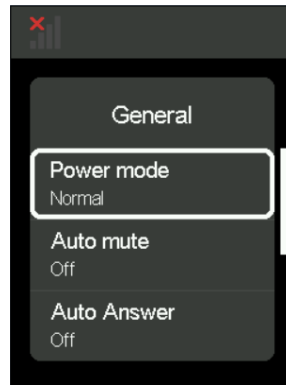 General
Power mode
Normal
Auto mute
Off
Auto Answer
Off